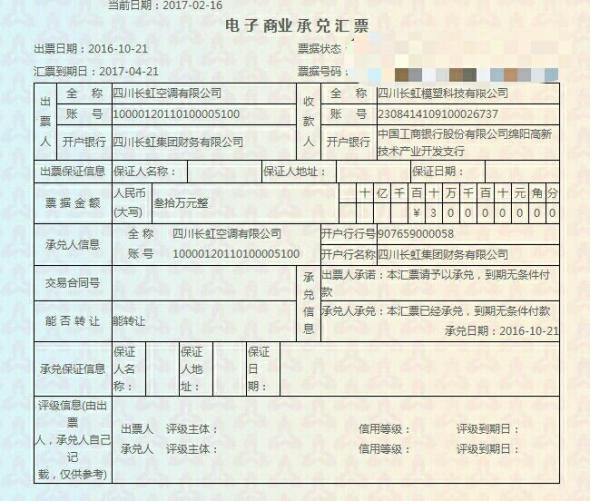 当前日期：2017-02-16
电子商业承兑汇票
出票日期：2016-10-21 票据状态：
汇票到期日：2017-04-21 票据号码：
出票人 全 称 四川长虹空调有限公司 收款人 全 称 四川长虹模塑科技有限公司
账 号 10000120110100005100 账 号 2308414109100026737
开户银行 四川长虹集团财务有限公司 开户银行 中国工商银行股份有限公司绵阳高新
技术产业开发支行
出票保证信息 保证人名称： 保证人地址： 保证日期：
票据金额 人民币
(大写) 叁拾万元整 十 亿 千 百 十 万 千 百 十 元 角 分
¥ 3 0 0 0 0 0 0 0
承兑人信息 全 称 四川长虹空调有限公司 开户行行号 907659000058
账 号 10000120110100005100 开户行名称 四川长虹集团财务有限公司
交易合同号 承兑信息 出票人承诺：本汇票请予以承兑，到期无条件付
款
能否转让 能转让 承兑人承兑：本汇票已经承兑，到期无条件付款
承兑日期：2016-10-21
承兑保证信息 保证
人名
称： 保证
人地
址： 保证
日
期：
评级信息(由出
票
人，承兑人自己
记
载，仅供参考) 出票人 评级主体： 信用等级： 评级到期日：
承兑人 评级主体： 信用等级： 评级到期日：